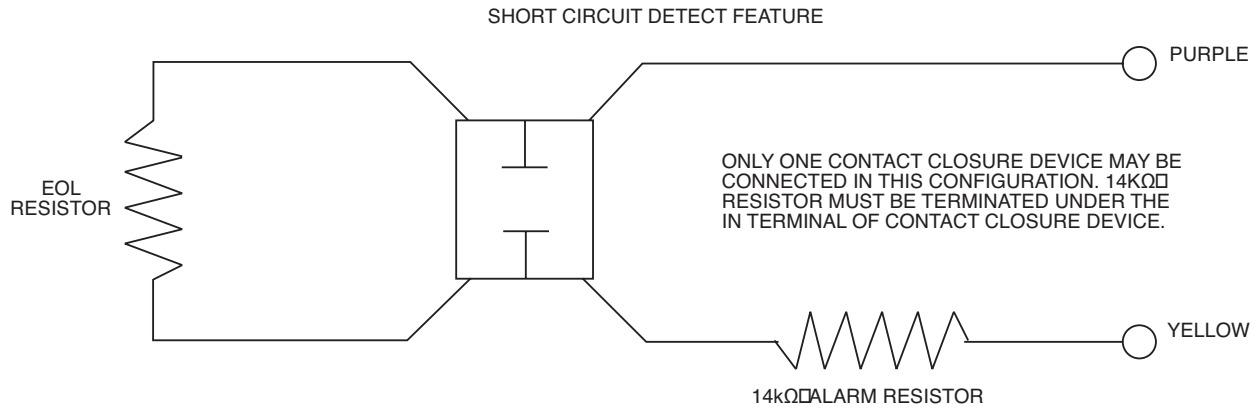 SHORT CIRCUIT DETECT FEATURE
PURPLE
ONLY ONE CONTACT CLOSURE DEVICE MAY BE
CONNECTED IN THIS CONFIGURATION. 14KΩ□
RESISTOR MUST BE TERMINATED UNDER THE
IN TERMINAL OF CONTACT CLOSURE DEVICE.
EOL
RESISTOR
YELLOW
14kΩ□ALARM RESISTOR